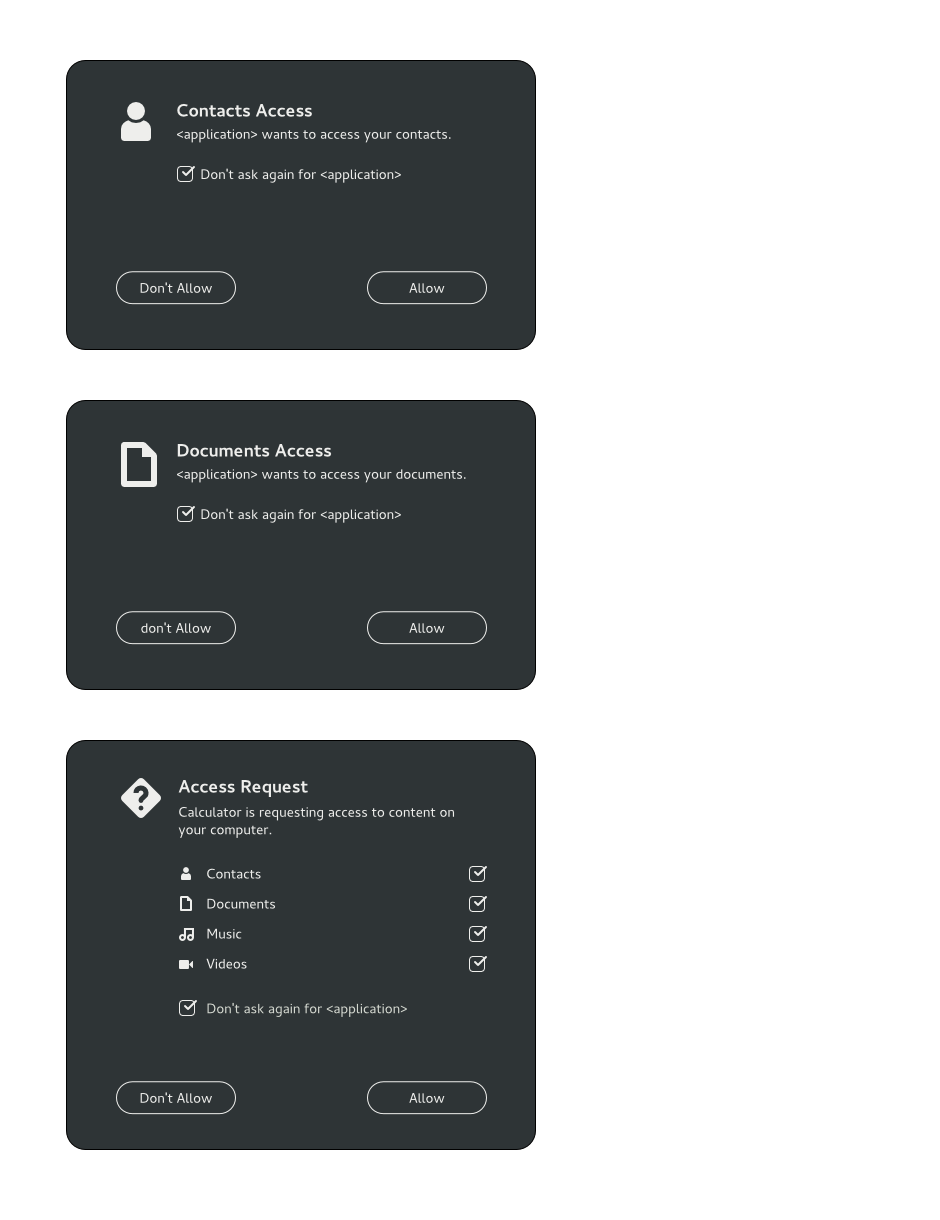 Contacts Access
<application> wants to access your contacts.
Don't ask again for <application>
Don't Allow
Allow
Documents Access
<application> wants to access your documents.
Don't ask again for <application>
don't Allow
Allow
Access Request
Calculator is requesting access to content on
your computer.
Contacts
Documents
Music
Videos
Don't ask again for <application>
Don't Allow
Allow